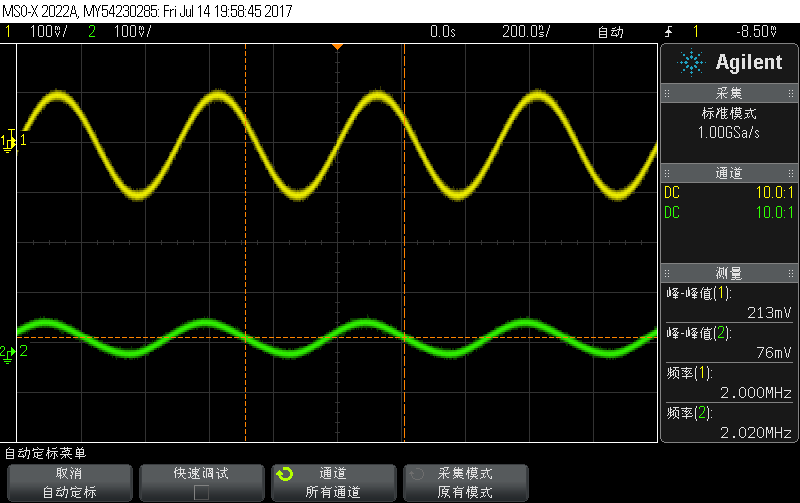 MSO-X 2022A, MY54230285: Fri Jul 14 19:58:45 2017
1 100%/ 2 100%/ 0.0s 200.0%/ 自动 1 -8.50%
Agilent
采集
标准模式
1.00GSa/s
通道
DC 10.0:1
DC 10.0:1
测量
峰-峰值(1):
213mV
峰-峰值(2):
76mV
频率(1):
2.000MHz
频率(2):
2.020MHz
1 T 1
2 2
自动定标菜单
取消
自动定标
快速调试
通道
所有通道
采集模式
原有模式